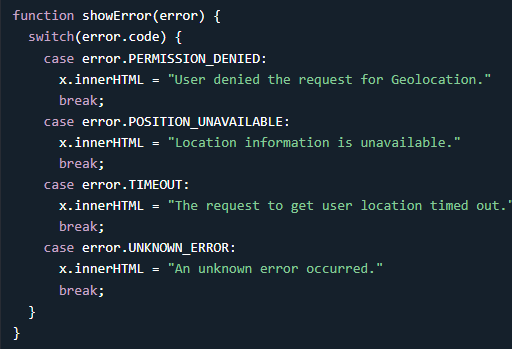 function showError(error) {
  switch(error.code) {
    case error.PERMISSION_DENIED:
      x.innerHTML = "User denied the request for Geolocation."
      break;
    case error.POSITION_UNAVAILABLE:
      x.innerHTML = "Location information is unavailable."
      break;
    case error.TIMEOUT:
      x.innerHTML = "The request to get user location timed out."
      break;
    case error.UNKNOWN_ERROR:
      x.innerHTML = "An unknown error occurred."
      break;
  }
}